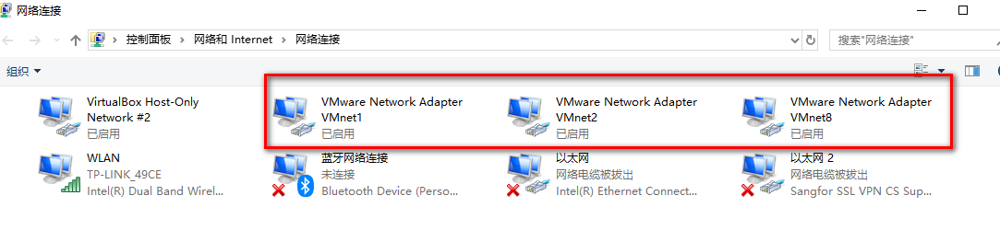 网络连接
控制面板 > 网络和 Internet > 网络连接
搜索"网络连接"
组织
VirtualBox Host-Only
Network #2
已启用
VMware Network Adapter
VMnet1
已启用
VMware Network Adapter
VMnet2
已启用
VMware Network Adapter
VMnet8
已启用
WLAN
TP-LINK_49CE
Intel(R) Dual Band Wirel...
蓝牙网络连接
未连接
Bluetooth Device (Perso...
以太网
网络电缆被拔出
Intel(R) Ethernet Connect...
以太网 2
网络电缆被拔出
Sangfor SSL VPN CS Sup...